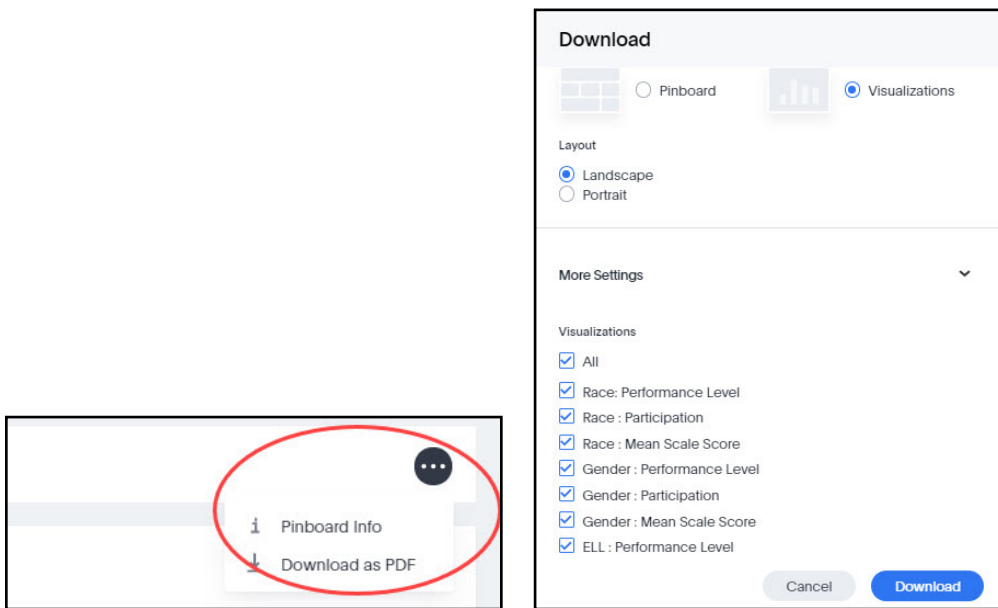 Pinboard Info
Download as PDF
Download
Pinboard
Visualizations
Layout
Landscape
Portrait
More Settings
Visualizations
All
Race: Performance Level
Race : Participation
Race : Mean Scale Score
Gender : Performance Level
Gender : Participation
Gender : Mean Scale Score
ELL : Performance Level
Cancel
Download